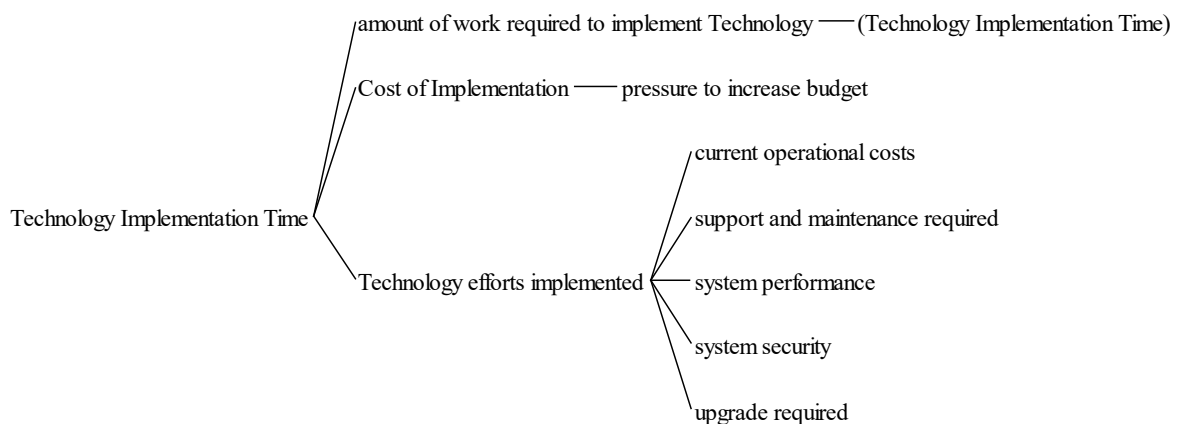 amount of work required to implement Technology (Technology Implementation Time)
Cost of Implementation pressure to increase budget
current operational costs
Technology Implementation Time
support and maintenance required
Technology efforts implemented
system performance
system security
upgrade required